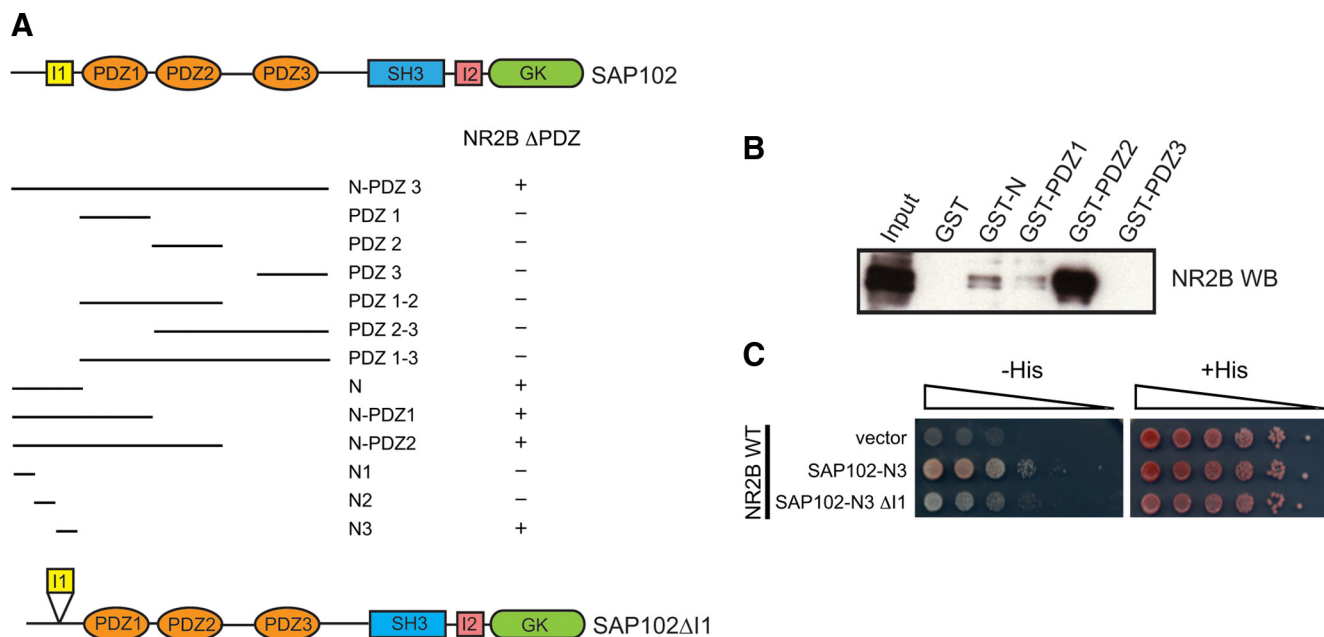 A
I1 PDZ1 PDZ2 PDZ3 SH3 I2 GK SAP102
NR2B ΔPDZ
N-PDZ 3 +
PDZ 1 −
PDZ 2 −
PDZ 3 −
PDZ 1-2 −
PDZ 2-3 −
PDZ 1-3 −
N +
N-PDZ1 +
N-PDZ2 +
N1 −
N2 −
N3 +
I1
PDZ1 PDZ2 PDZ3 SH3 I2 GK SAP102ΔI1
B
Input GST GST-N GST-PDZ1 GST-PDZ2 GST-PDZ3
NR2B WB
C
-His +His
NR2B WT
vector
SAP102-N3
SAP102-N3 ΔI1